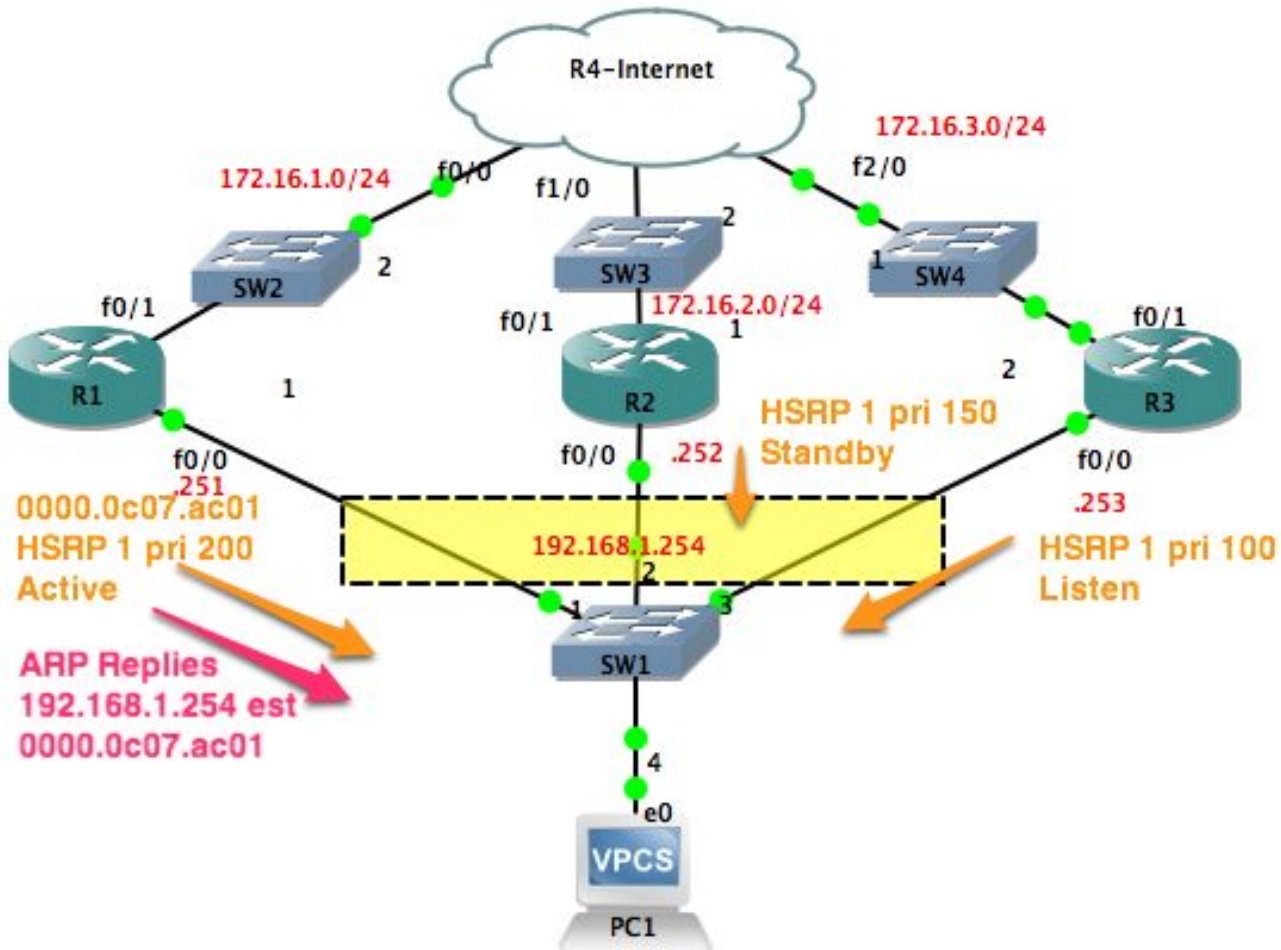 R4-Internet
172.16.3.0/24
172.16.1.0/24
f0/0
f1/0
f2/0
2
2
1
SW2
SW3
SW4
f0/1
f0/1
172.16.2.0/24
1
f0/1
R1
1
R2
2
R3
HSRP 1 pri 150
Standby
f0/0
.251
f0/0
.252
f0/0
.253
0000.0c07.ac01
HSRP 1 pri 200
Active
192.168.1.254
HSRP 1 pri 100
Listen
2
1
3
SW1
ARP Replies
192.168.1.254 est
0000.0c07.ac01
4
e0
VPCS
PC1